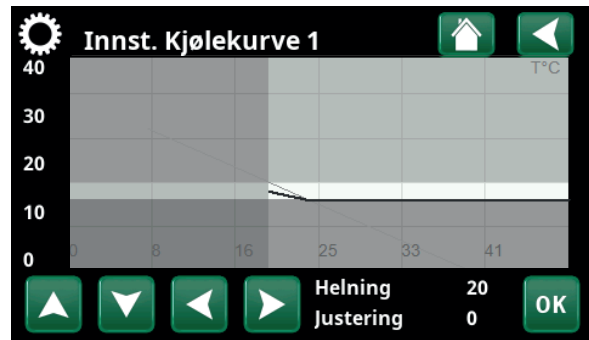 Innst. Kjølekurve 1
40
T°C
30
20
10
0
0 8 16 25 33 41
Helning 20
Justering 0
OK